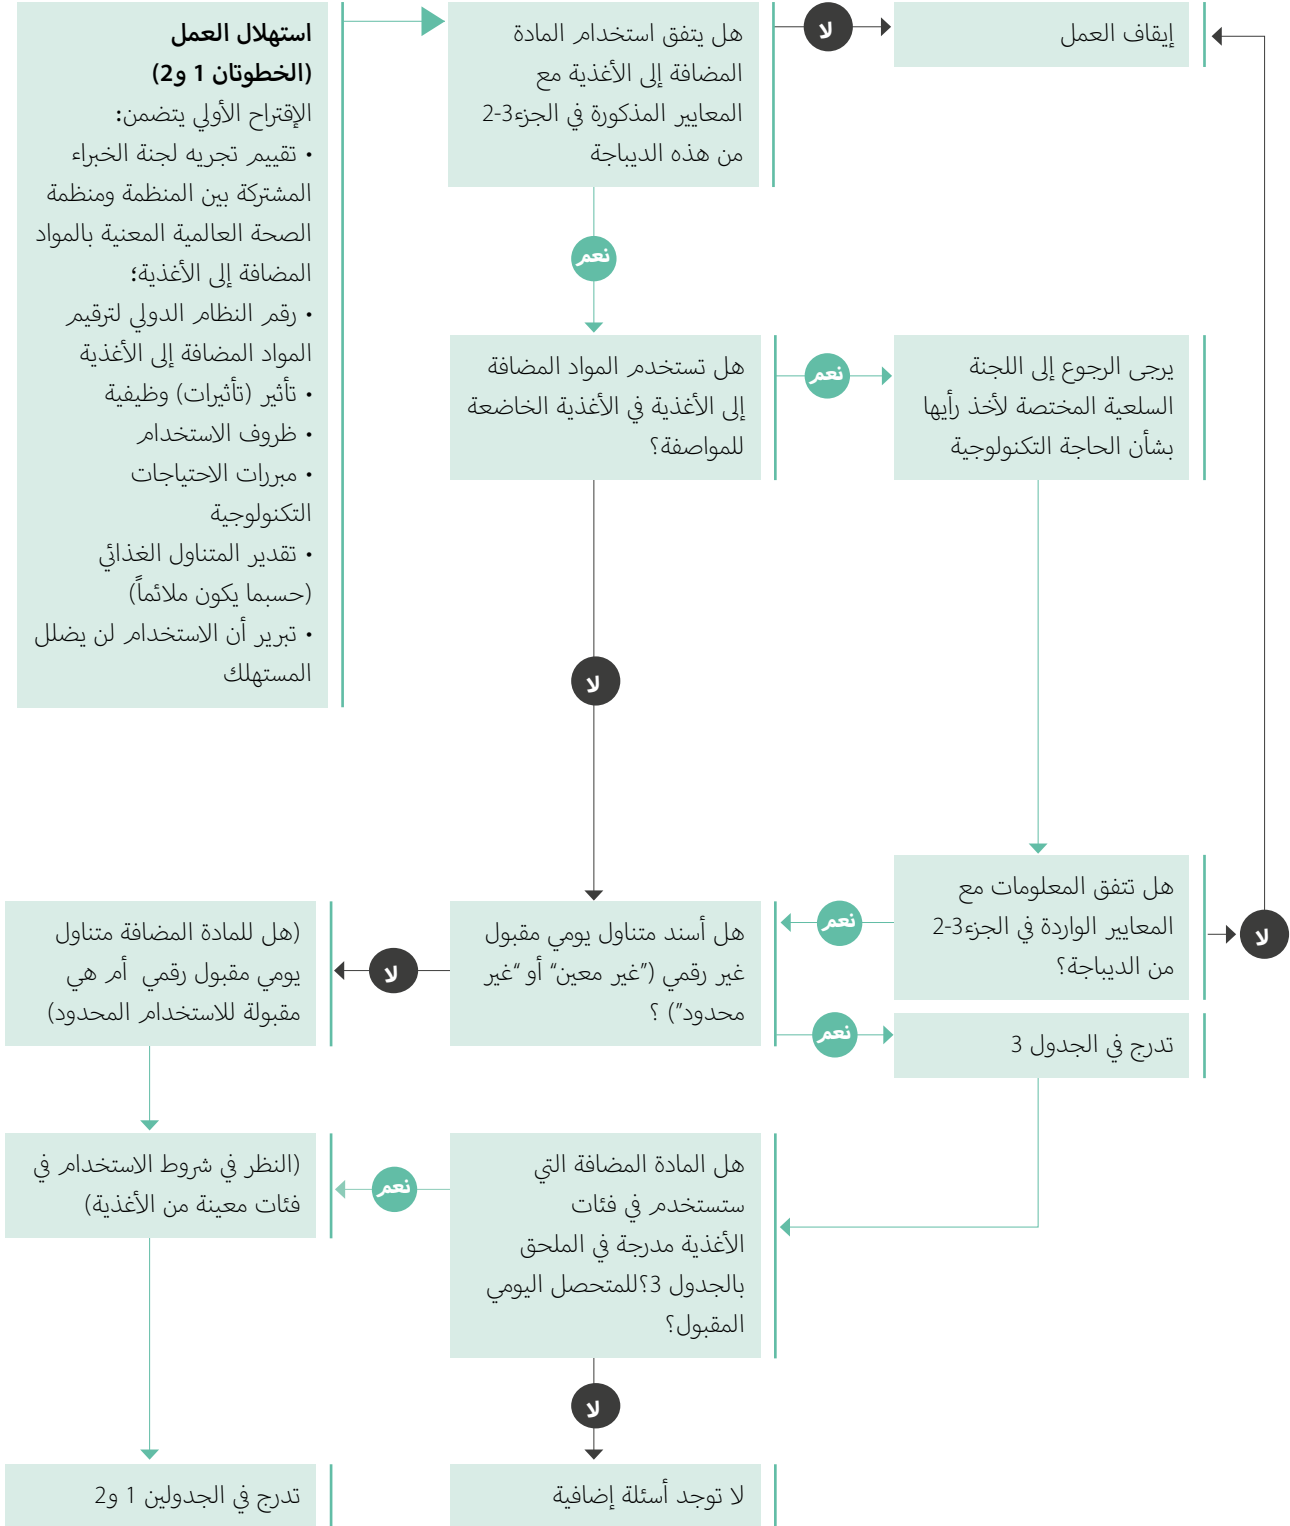 استهلال العمل
(الخطوتان 1 و2)
الإقتراح الأولي يتضمن:
• تقييم تجريه لجنة الخبراء
المشتركة بين المنظمة ومنظمة
الصحة العالمية المعنية بالمواد
المضافة إلى الأغذية؛
• رقم النظام الدولي لترقيم
المواد المضافة إلى الأغذية
• تأثير (تأثيرات) وظيفية
• ظروف الاستخدام
• مبررات الاحتياجات
التكنولوجية
• تقدير المتناول الغذائي
(حسبما يكون ملائماً)
• تبرير أن الاستخدام لن يضلل
المستهلك
هل يتفق استخدام المادة
المضافة إلى الأغذية مع
المعايير المذكورة في الجزء3-2
من هذه الديباجة
لا
إيقاف العمل
نعم
هل تستخدم المواد المضافة
إلى الأغذية في الأغذية الخاضعة
للمواصفة؟
نعم
يرجى الرجوع إلى اللجنة
السلعية المختصة لأخذ رأيها
بشأن الحاجة التكنولوجية
لا
هل تتفق المعلومات مع
المعايير الواردة في الجزء3-2
من الديباجة؟
لا
نعم
هل أسند متناول يومي مقبول
غير رقمي (”غير معين“ أو “غير
محدود”) ؟
لا
(هل للمادة المضافة متناول
يومي مقبول رقمي أم هي
مقبولة للاستخدام المحدود)
نعم
تدرج في الجدول 3
هل المادة المضافة التي
ستستخدم في فئات
الأغذية مدرجة في الملحق
بالجدول 3؟للمتحصل اليومي
المقبول؟
نعم
(النظر في شروط الاستخدام في
فئات معينة من الأغذية)
لا
لا توجد أسئلة إضافية
تدرج في الجدولين 1 و2